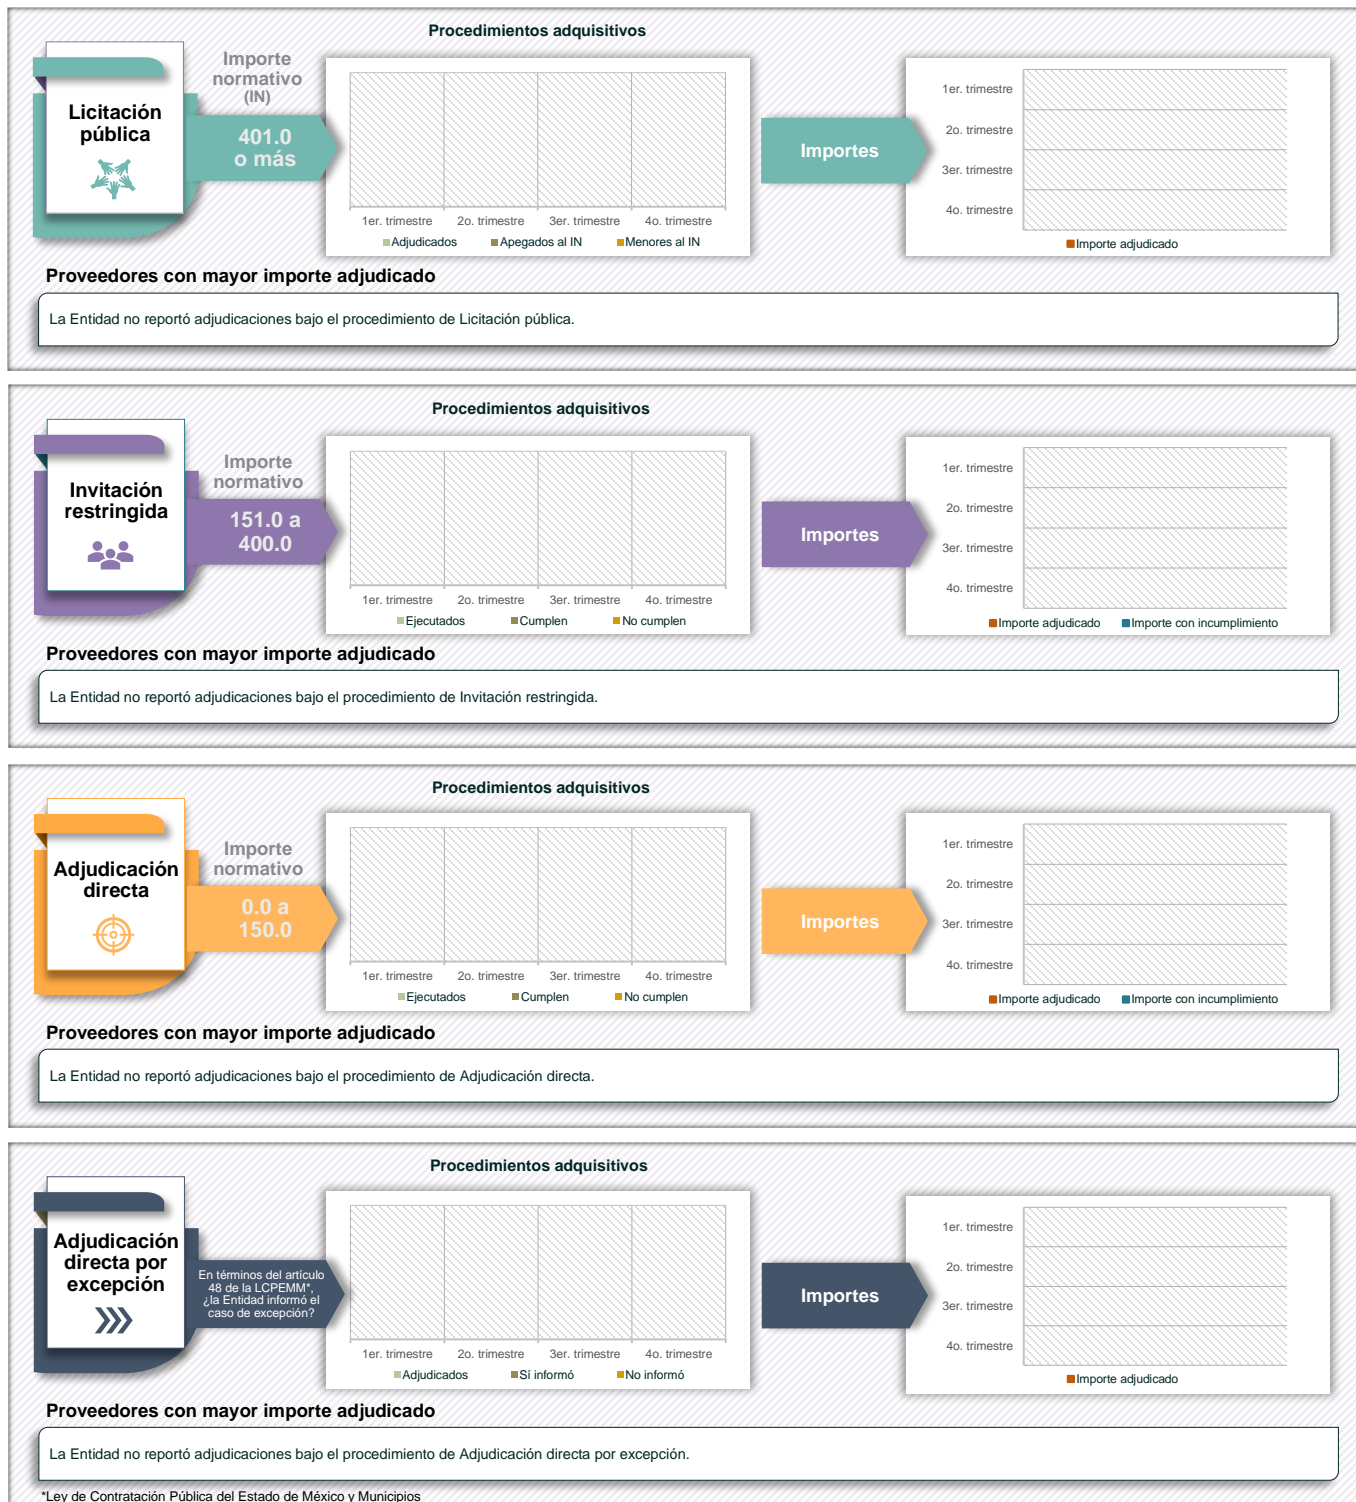 Procedimientos adquisitivos
Licitación
pública
Importe
normativo
(IN)
401.0
o más
1er. trimestre 2o. trimestre 3er. trimestre 4o. trimestre
Adjudicados Apegados al IN Menores al IN
Importes
1er. trimestre
2o. trimestre
3er. trimestre
4o. trimestre
Importe adjudicado
Proveedores con mayor importe adjudicado
La Entidad no reportó adjudicaciones bajo el procedimiento de Licitación pública.
Procedimientos adquisitivos
Invitación
restringida
Importe
normativo
151.0 a
400.0
1er. trimestre 2o. trimestre 3er. trimestre 4o. trimestre
Ejecutados Cumplen No cumplen
Importes
1er. trimestre
2o. trimestre
3er. trimestre
4o. trimestre
Importe adjudicado Importe con incumplimiento
Proveedores con mayor importe adjudicado
La Entidad no reportó adjudicaciones bajo el procedimiento de Invitación restringida.
Procedimientos adquisitivos
Adjudicación
directa
Importe
normativo
0.0 a
150.0
1er. trimestre 2o. trimestre 3er. trimestre 4o. trimestre
Ejecutados Cumplen No cumplen
Importes
1er. trimestre
2o. trimestre
3er. trimestre
4o. trimestre
Importe adjudicado Importe con incumplimiento
Proveedores con mayor importe adjudicado
La Entidad no reportó adjudicaciones bajo el procedimiento de Adjudicación directa.
Procedimientos adquisitivos
Adjudicación
directa por
excepción
En términos del artículo
48 de la LCPEMM*,
¿la Entidad informó el
caso de excepción?
1er. trimestre 2o. trimestre 3er. trimestre 4o. trimestre
Adjudicados Sí informó No informó
Importes
1er. trimestre
2o. trimestre
3er. trimestre
4o. trimestre
Importe adjudicado
Proveedores con mayor importe adjudicado
La Entidad no reportó adjudicaciones bajo el procedimiento de Adjudicación directa por excepción.
*Ley de Contratación Pública del Estado de México y Municipios